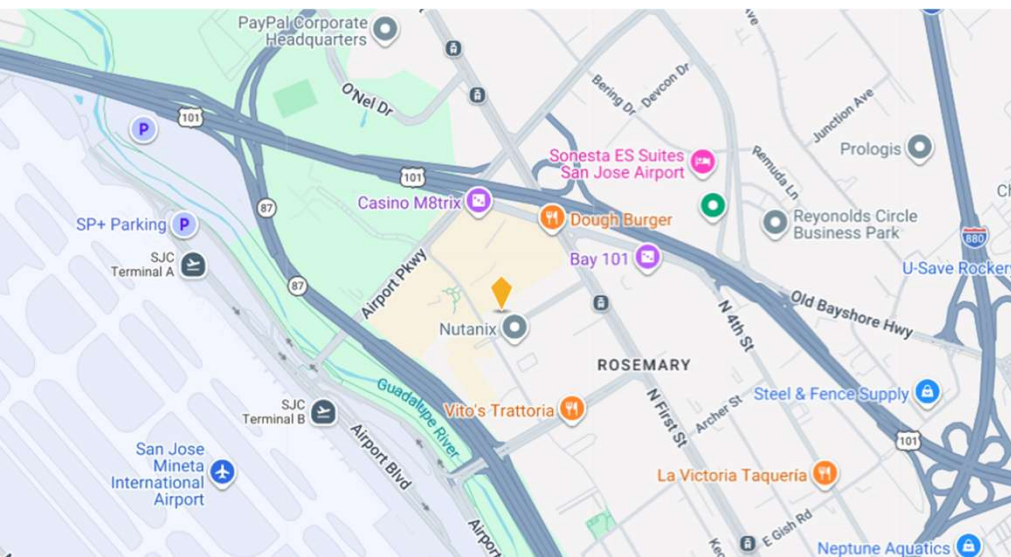 PayPal Corporate
Headquarters
O'Nel Dr
Bering Dr
Devcon Dr
Junction Ave
101
P
Sonesta ES Suites
San Jose Airport
Remuda Ln
Prologis
101
Casino M8trix
87
SP+ Parking
P
Dough Burger
Reyonolds Circle
Business Park
880
SJC
Terminal A
Bay 101
U-Save Rockery
87
Airport Pkwy
Old Bayshore Hwy
N 4th St
Nutanix
ROSEMARY
Guadalupe River
Steel & Fence Supply
SJC
Terminal B
Vito's Trattoria
N First St
Archer St
101
San Jose
Mineta
International
Airport
Airport Blvd
La Victoria Taqueria
Airport
E Gish Rd
Neptune Aquatics